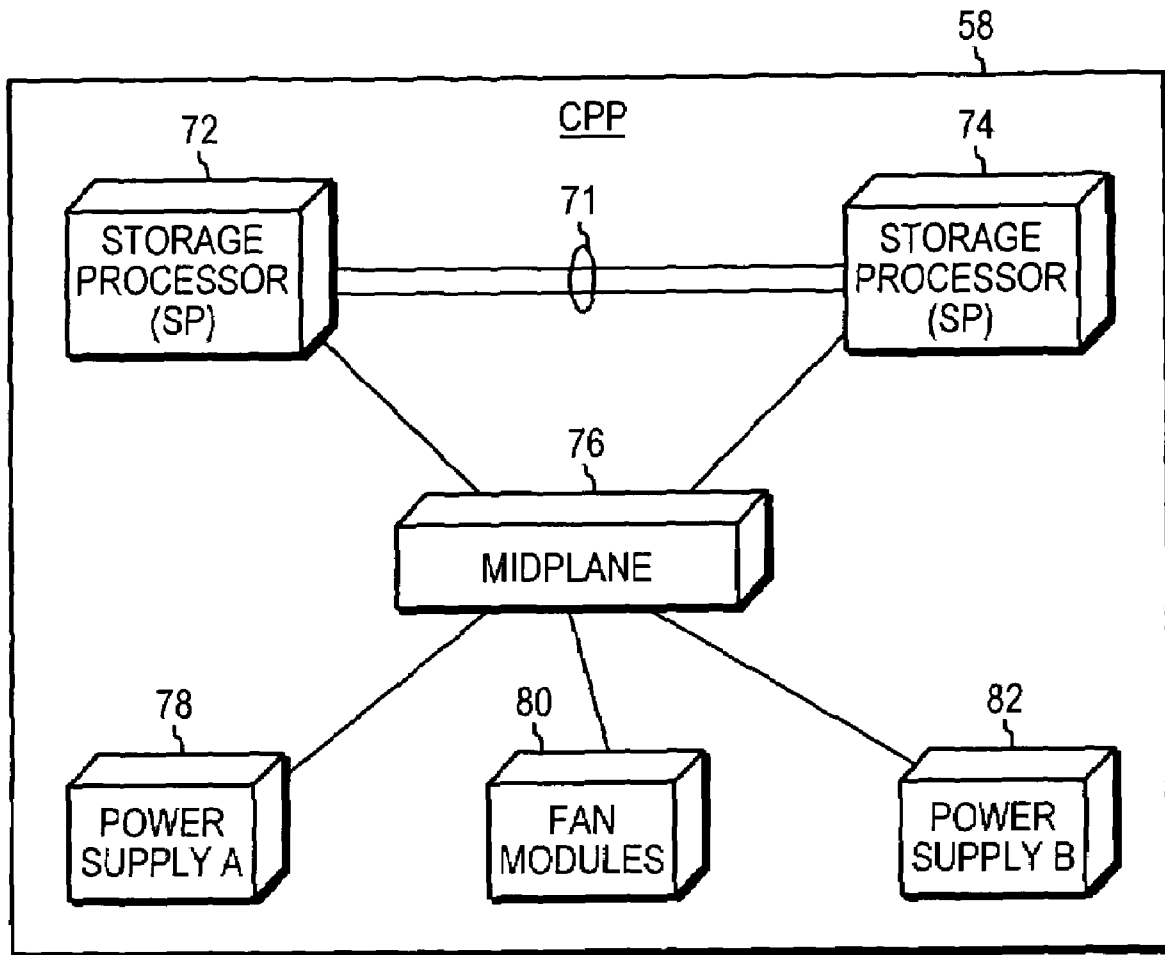 58
CPP
72
74
71
STORAGE
PROCESSOR
(SP)
STORAGE
PROCESSOR
(SP)
76
MIDPLANE
78
80
82
POWER
SUPPLY A
FAN
MODULES
POWER
SUPPLY B